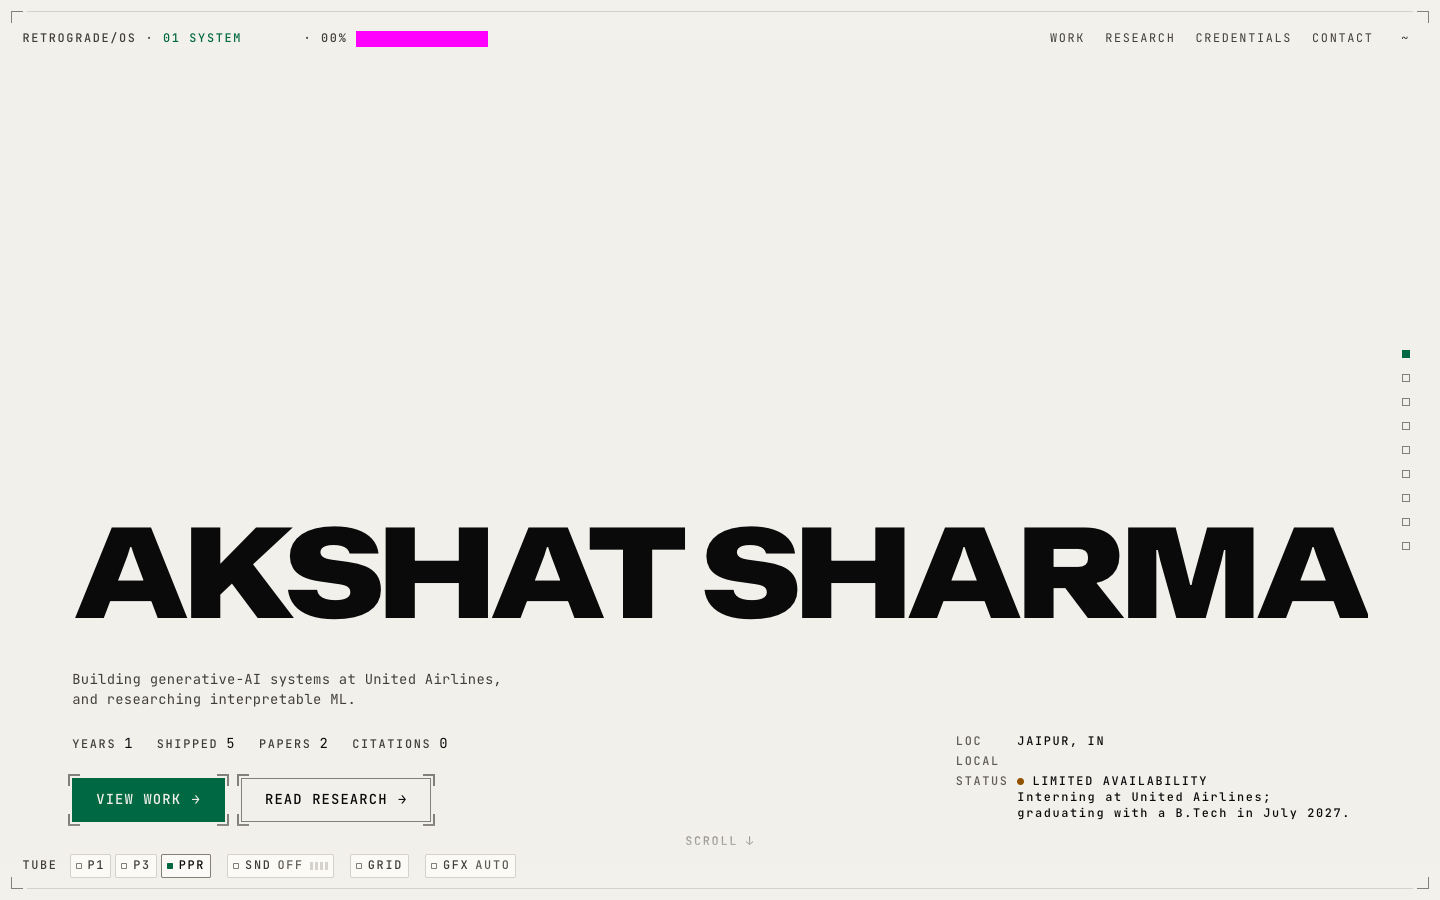 RETROGRADE/OS · 01 SYSTEM · 00%
WORK RESEARCH CREDENTIALS CONTACT ~
AKSHAT SHARMA
Building generative-AI systems at United Airlines,
and researching interpretable ML.
YEARS 1 SHIPPED 5 PAPERS 2 CITATIONS 0
VIEW WORK → READ RESEARCH →
LOC JAIPUR, IN
LOCAL
STATUS LIMITED AVAILABILITY
Interning at United Airlines;
graduating with a B.Tech in July 2027.
SCROLL ↓
TUBE P1 P3 PPR SND OFF GRID GFX AUTO